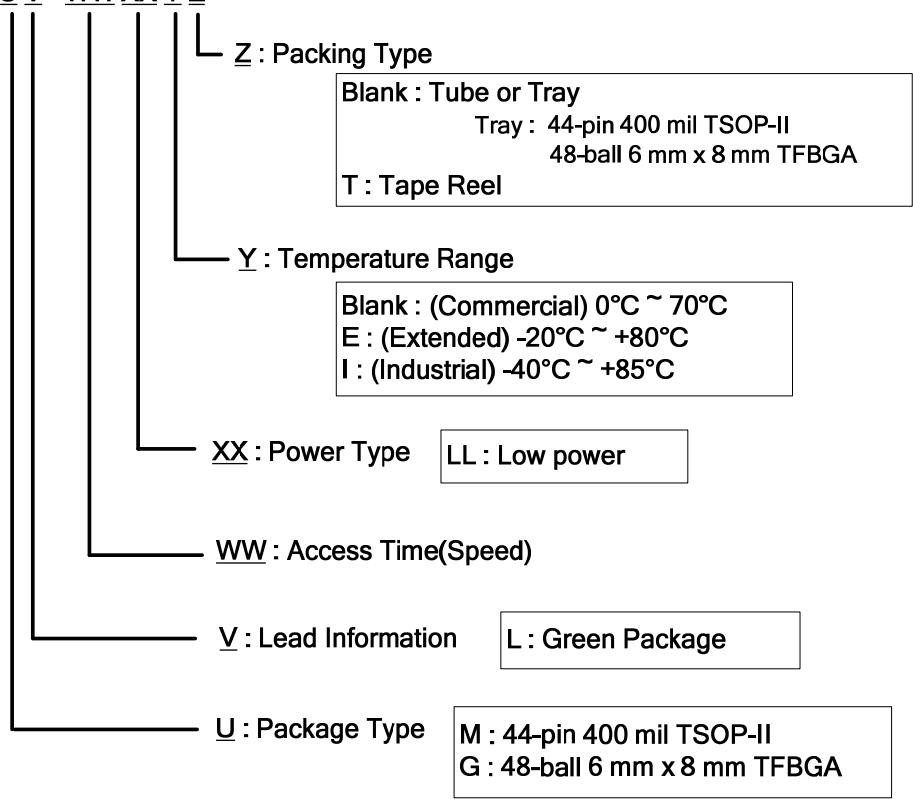 Z : Packing Type
Blank : Tube or Tray
Tray : 44-pin 400 mil TSOP-II
48-ball 6 mm x 8 mm TFBGA
T : Tape Reel
Y : Temperature Range
Blank : (Commercial) 0°C ~ 70°C
E : (Extended) -20°C ~ +80°C
I : (Industrial) -40°C ~ +85°C
XX : Power Type
LL : Low power
WW : Access Time(Speed)
V : Lead Information
L : Green Package
U : Package Type
M : 44-pin 400 mil TSOP-II
G : 48-ball 6 mm x 8 mm TFBGA